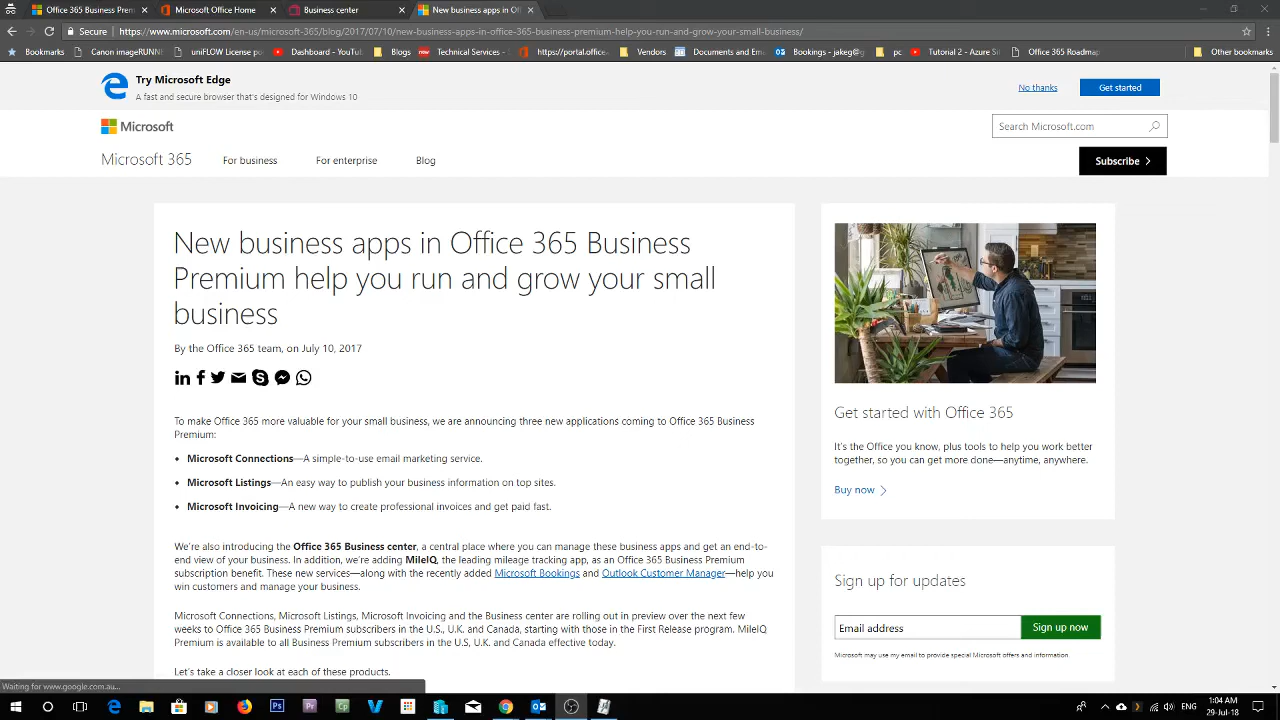 Office 365 Business Prem
Microsoft Office Home
Business center
New business apps in Of
Secure
https://www.microsoft.com/en-us/microsoft-365/blog/2017/07/10/new-business-apps-in-office-365-business-premium-help-you-run-and-grow-your-small-business/
Bookmarks
Canon imageRUNNE
uniFLOW License po
Dashboard - YouTu
Blogs
new
Technical Services -
https://portal.office
Vendors
Documents and Ema
Bookings - jakeg@
pc
Tutorial 2 - Azure Si
Office 365 Roadmap
Other bookmarks
Try Microsoft Edge
A fast and secure browser that's designed for Windows 10
No thanks
Get started
Microsoft
Search Microsoft.com
Microsoft 365
For business
For enterprise
Blog
Subscribe
New business apps in Office 365 Business
Premium help you run and grow your small
business
By the Office 365 team, on July 10, 2017
To make Office 365 more valuable for your small business, we are announcing three new applications coming to Office 365 Business
Premium:
• Microsoft Connections—A simple-to-use email marketing service.
• Microsoft Listings—An easy way to publish your business information on top sites.
• Microsoft Invoicing—A new way to create professional invoices and get paid fast.
We're also introducing the Office 365 Business center, a central place where you can manage these business apps and get an end-to-
end view of your business. In addition, we're adding MileIQ, the leading mileage tracking app, as an Office 365 Business Premium
subscription benefit. These new services—along with the recently added Microsoft Bookings and Outlook Customer Manager—help you
win customers and manage your business.
Microsoft Connections, Microsoft Listings, Microsoft Invoicing and the Business center are rolling out in preview over the next few
weeks to Office 365 Business Premium subscribers in the U.S., U.K. and Canada, starting with those in the First Release program. MileIQ
Premium is available to all Business Premium subscribers in the U.S, U.K. and Canada effective today.
Let's take a closer look at each of these products.
Get started with Office 365
It's the Office you know, plus tools to help you work better
together, so you can get more done—anytime, anywhere.
Buy now
Sign up for updates
Email address
Sign up now
Microsoft may use my email to provide special Microsoft offers and information.
Waiting for www.google.com.au...
Ps
Pr
Cp
1:04 AM
29-Jul-18